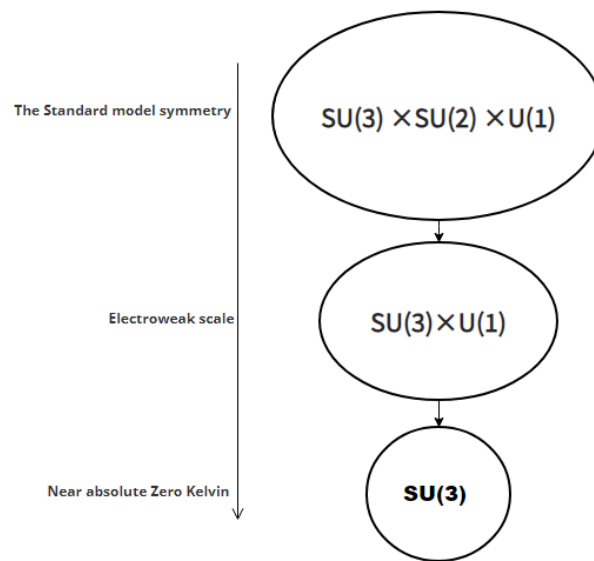 The Standard model symmetry
SU(3) ×SU(2) ×U(1)
Electroweak scale
SU(3)×U(1)
Near absolute Zero Kelvin
SU(3)